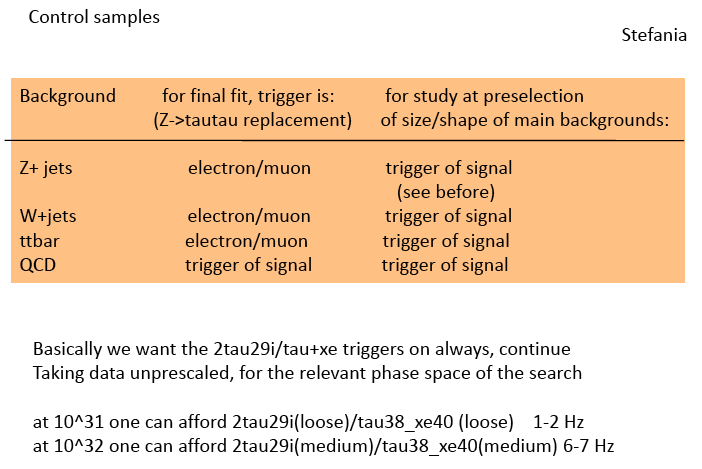 Control samples
Stefania
Background for final fit, trigger is: for study at preselection
(Z->tautau replacement) of size/shape of main backgrounds:
Z+ jets electron/muon trigger of signal
(see before)
W+jets electron/muon trigger of signal
ttbar electron/muon trigger of signal
QCD trigger of signal trigger of signal
Basically we want the 2tau29i/tau+xe triggers on always, continue
Taking data unprescaled, for the relevant phase space of the search
at 10^31 one can afford 2tau29i(loose)/tau38_xe40 (loose) 1-2 Hz
at 10^32 one can afford 2tau29i(medium)/tau38_xe40(medium) 6-7 Hz